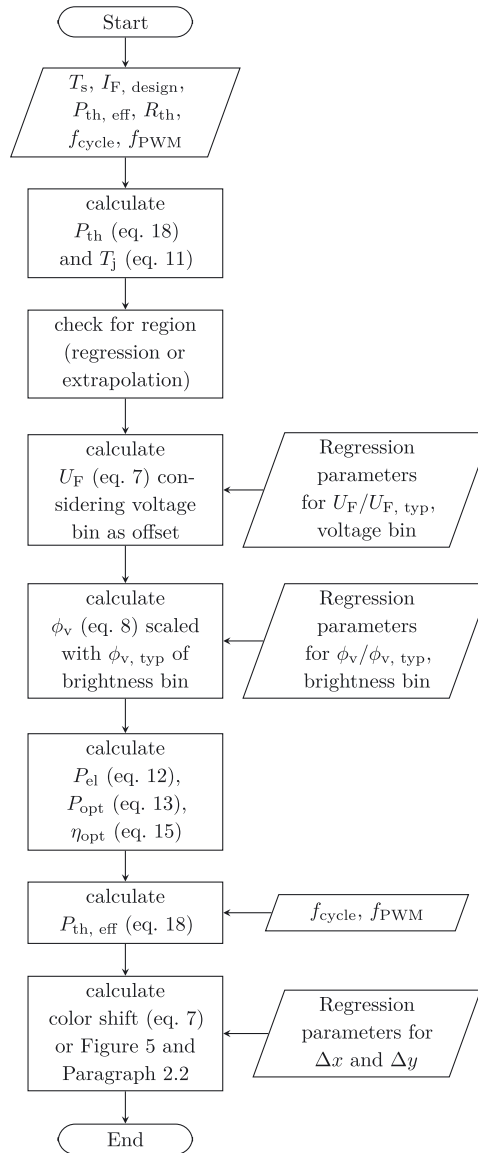 Start
T_s, I_F, design,
P_th, eff, R_th,
f_cycle, f_PWM
calculate
P_th (eq. 18)
and T_j (eq. 11)
check for region
(regression or
extrapolation)
calculate
U_F (eq. 7) con-
sidering voltage
bin as offset
Regression
parameters
for U_F/U_F, typ,
voltage bin
calculate
ϕ_v (eq. 8) scaled
with ϕ_v, typ of
brightness bin
Regression
parameters
for ϕ_v/ϕ_v, typ,
brightness bin
calculate
P_el (eq. 12),
P_opt (eq. 13),
η_opt (eq. 15)
calculate
P_th, eff (eq. 18)
f_cycle, f_PWM
calculate
color shift (eq. 7)
or Figure 5 and
Paragraph 2.2
Regression
parameters for
Δx and Δy
End